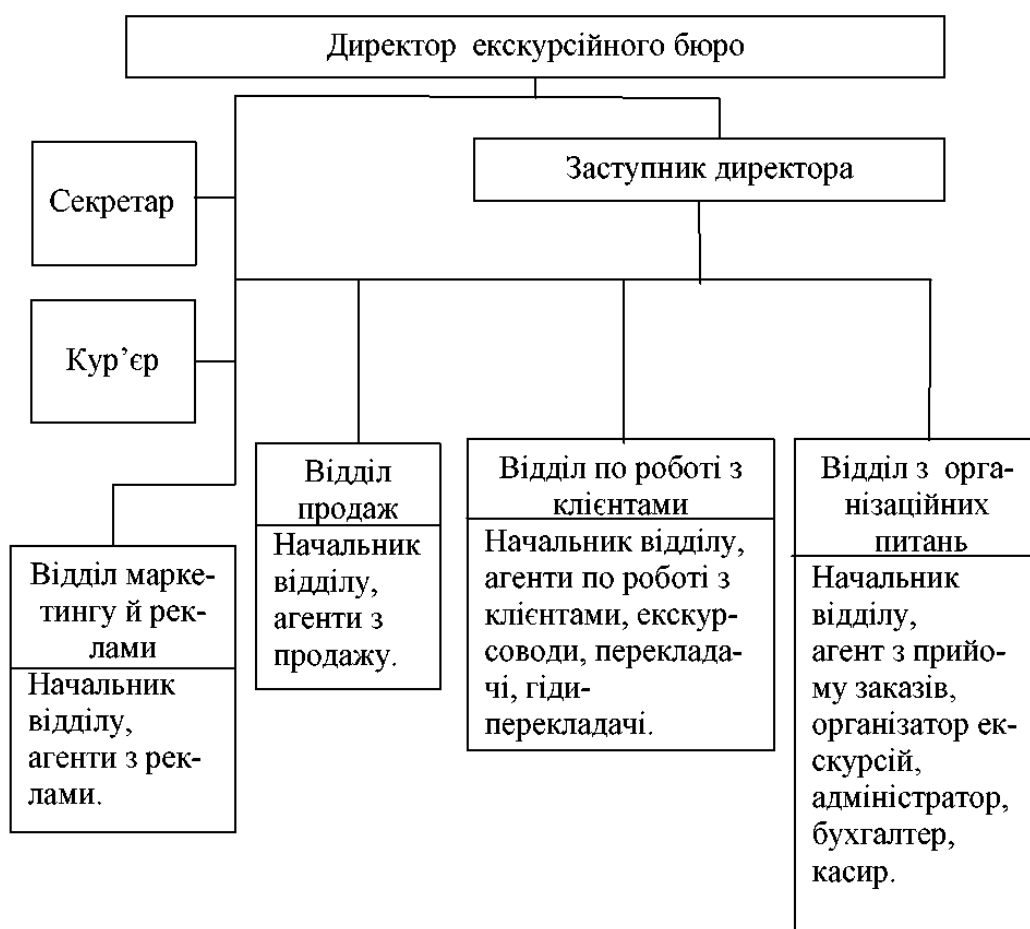 Директор екскурсійного бюро
Заступник директора
Секретар
Кур’єр
Відділ марке-
тингу й рек-
лами
Начальник
відділу,
агенти з рек-
лами.
Відділ
продаж
Начальник
відділу,
агенти з
продажу.
Відділ по роботі з
клієнтами
Начальник відділу,
агенти по роботі з
клієнтами, екскур-
соводи, переклада-
чі, гіди-
перекладачі.
Відділ з орга-
нізаційних
питань
Начальник
відділу,
агент з прийо-
му заказів,
організатор ек-
скурсій,
адміністратор,
бухгалтер,
касир.